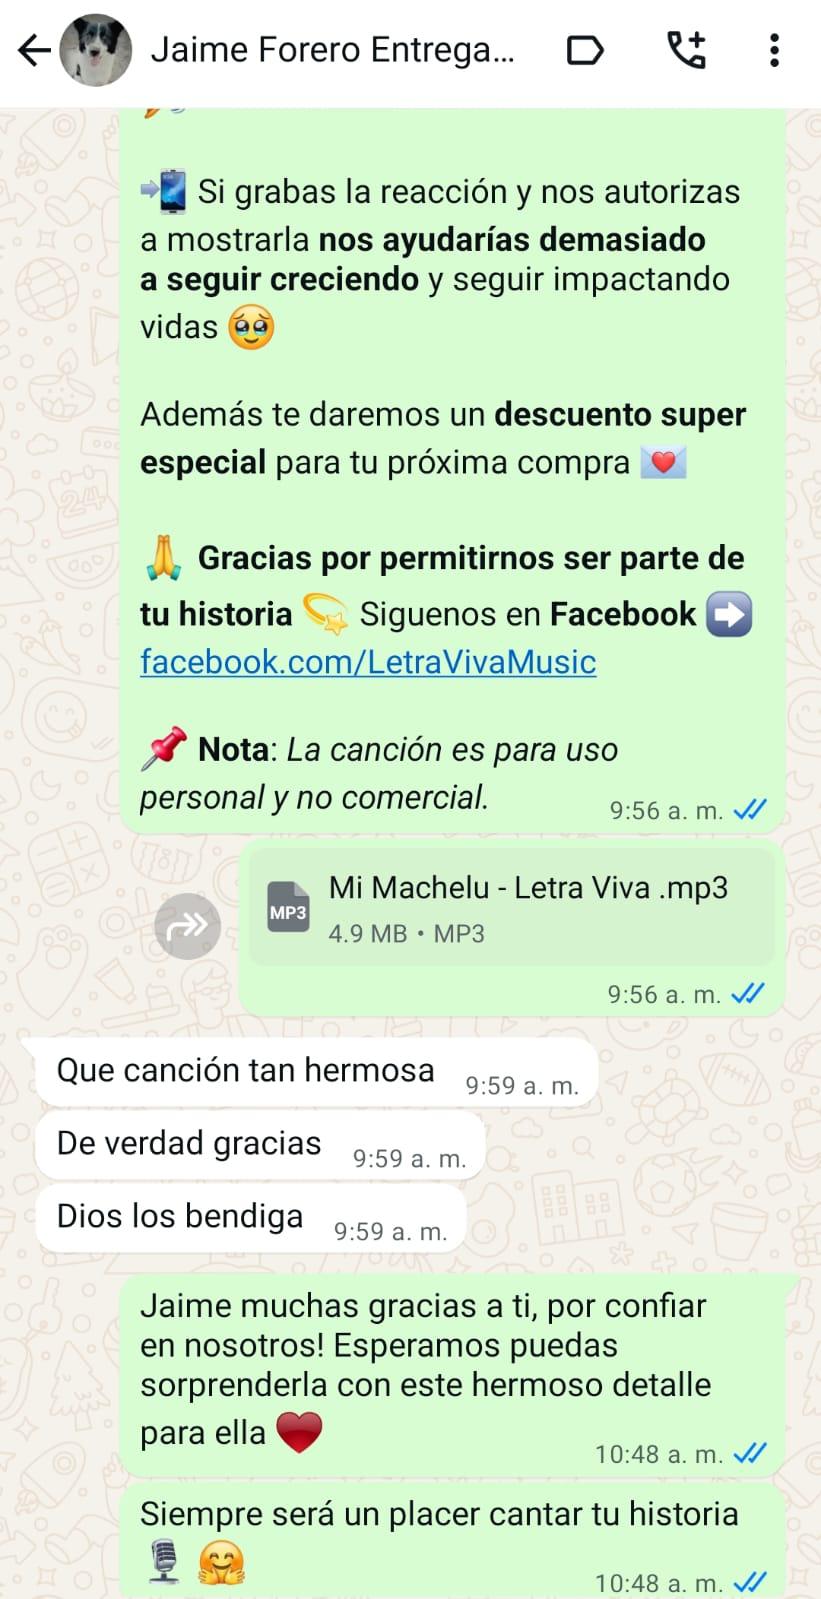 Jaime Forero Entrega...
Si grabas la reacción y nos autorizas
a mostrarla nos ayudarías demasiado
a seguir creciendo y seguir impactando
vidas 🥹
Además te daremos un descuento super
especial para tu próxima compra 💌
🙏 Gracias por permitirnos ser parte de
tu historia 💫 Siguenos en Facebook ➡️
facebook.com/LetraVivaMusic
📌 Nota: La canción es para uso
personal y no comercial.
9:56 a. m.
Mi Machelu - Letra Viva .mp3
MP3
4.9 MB • MP3
9:56 a. m.
Que canción tan hermosa
9:59 a. m.
De verdad gracias
9:59 a. m.
Dios los bendiga
9:59 a. m.
Jaime muchas gracias a ti, por confiar
en nosotros! Esperamos puedas
sorprenderla con este hermoso detalle
para ella ❤️
10:48 a. m.
Siempre será un placer cantar tu historia
🎙️ 🤗
10:48 a. m.